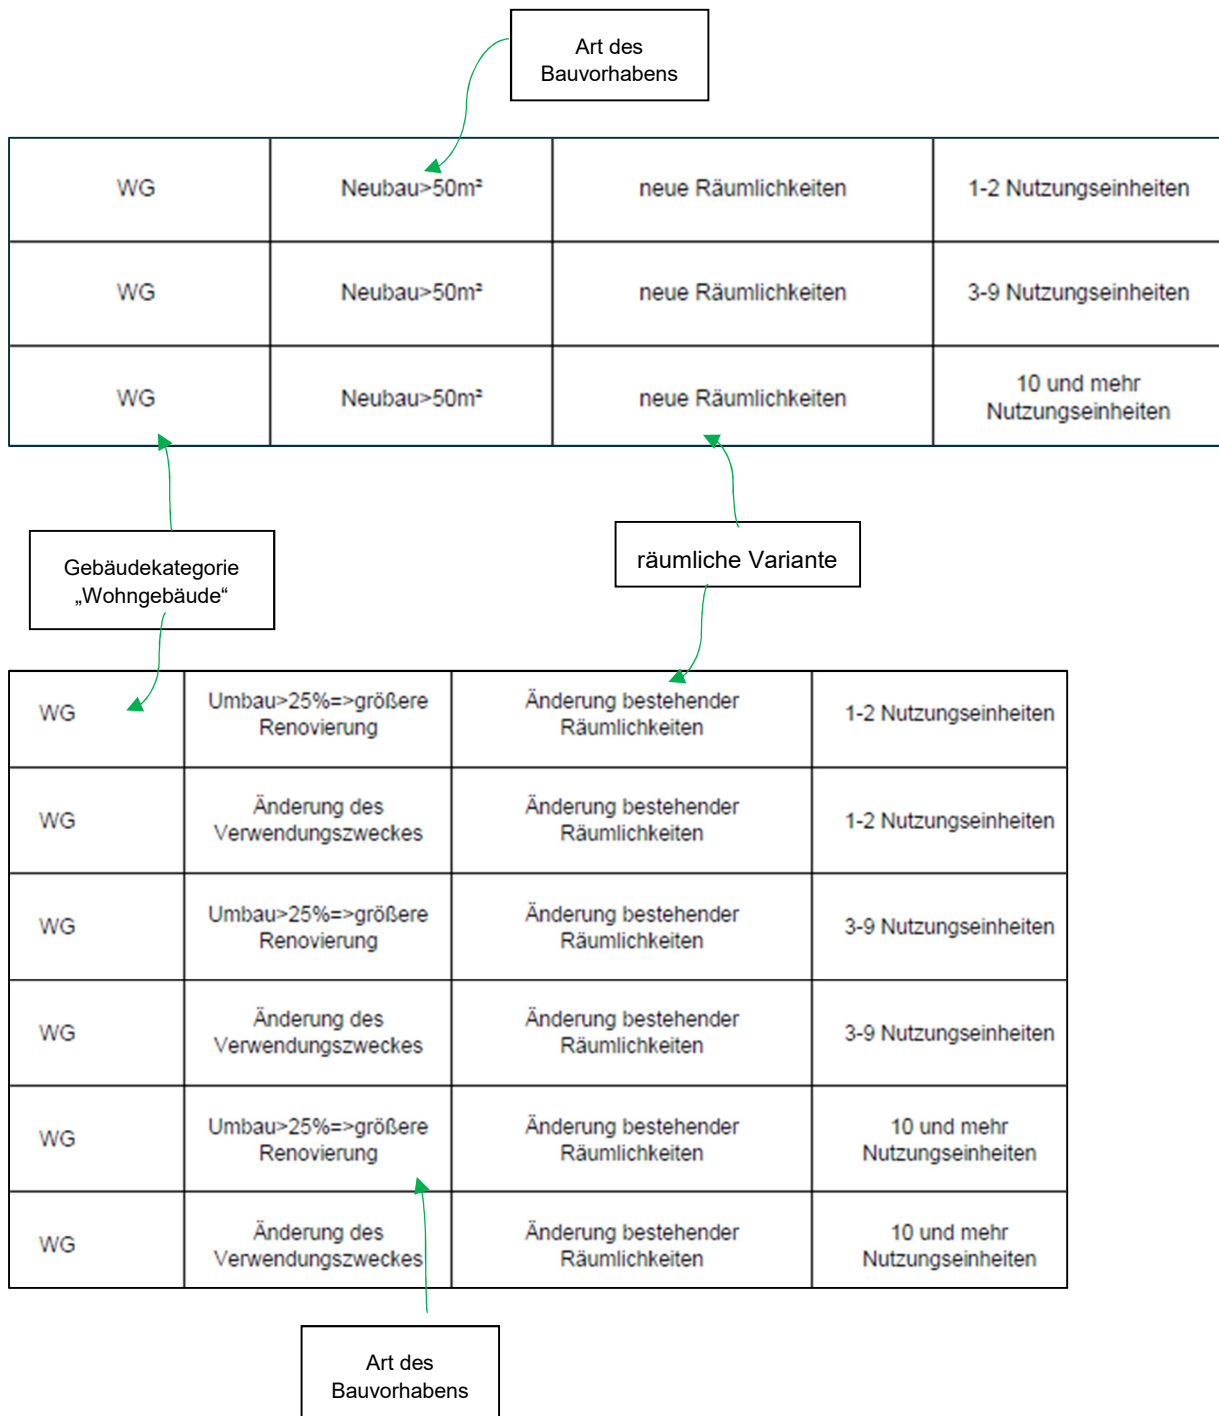 Art des
Bauvorhabens
WG
Neubau>50m²
neue Räumlichkeiten
1-2 Nutzungseinheiten
WG
Neubau>50m²
neue Räumlichkeiten
3-9 Nutzungseinheiten
WG
Neubau>50m²
neue Räumlichkeiten
10 und mehr
Nutzungseinheiten
Gebäudekategorie
„Wohngebäude“
räumliche Variante
WG
Umbau>25%=>größere
Renovierung
Änderung bestehender
Räumlichkeiten
1-2 Nutzungseinheiten
WG
Änderung des
Verwendungszweckes
Änderung bestehender
Räumlichkeiten
1-2 Nutzungseinheiten
WG
Umbau>25%=>größere
Renovierung
Änderung bestehender
Räumlichkeiten
3-9 Nutzungseinheiten
WG
Änderung des
Verwendungszweckes
Änderung bestehender
Räumlichkeiten
3-9 Nutzungseinheiten
WG
Umbau>25%=>größere
Renovierung
Änderung bestehender
Räumlichkeiten
10 und mehr
Nutzungseinheiten
WG
Änderung des
Verwendungszweckes
Änderung bestehender
Räumlichkeiten
10 und mehr
Nutzungseinheiten
Art des
Bauvorhabens